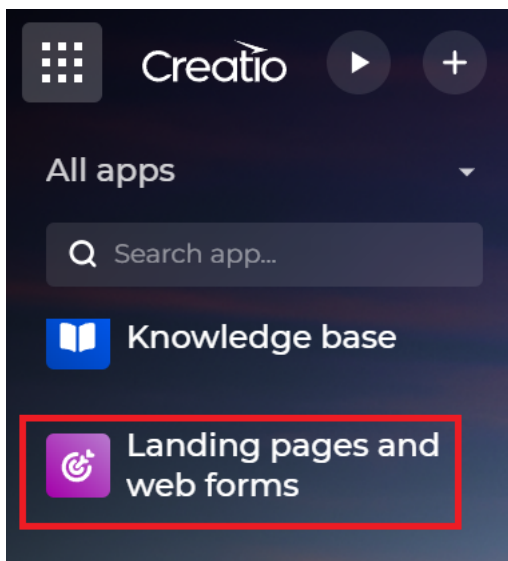 Creatio
All apps
Search app...
Knowledge base
Landing pages and
web forms